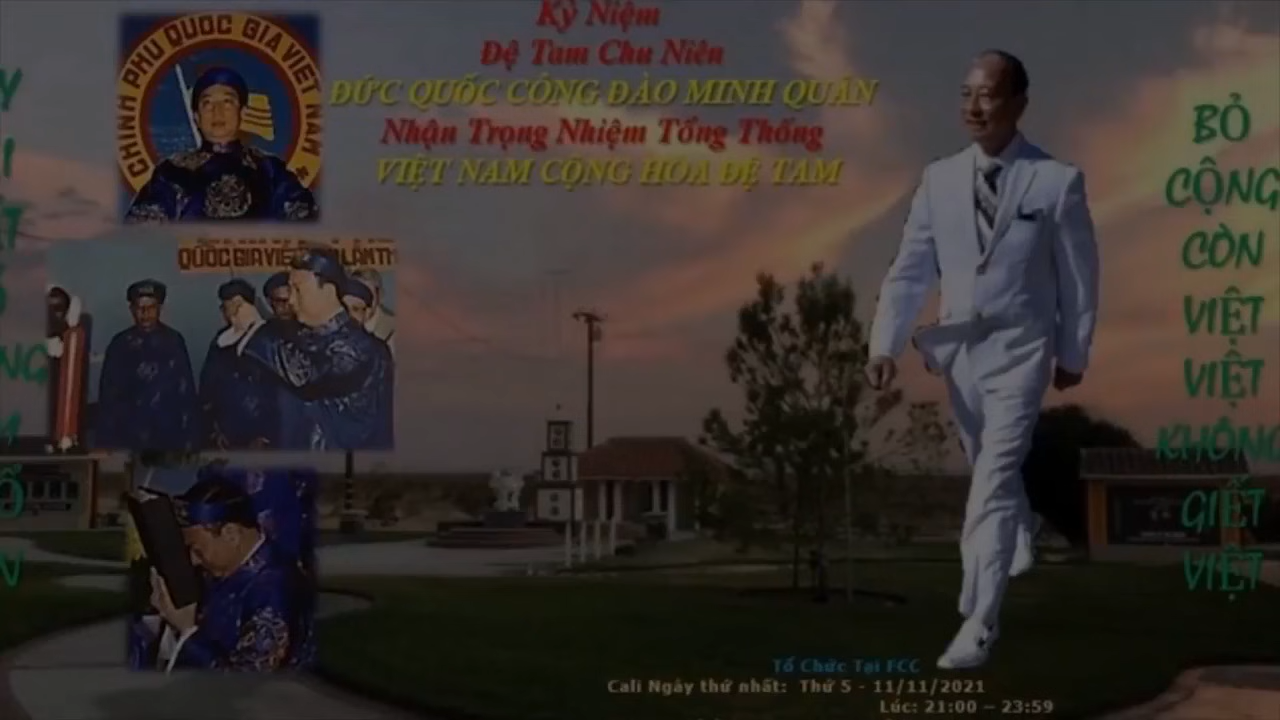 CHÍNH PHỦ QUỐC GIA VIỆT NAM
Kỷ Niệm
Đệ Tam Chu Niên
ĐỨC QUỐC CÔNG ĐÀO MINH QUÂN
Nhận Trọng Nhiệm Tổng Thống
VIỆT NAM CỘNG HÒA ĐỆ TAM
QUỐC GIA
BỎ
CỘNG
CÒN
VIỆT
VIỆT
KHÔNG
GIẾT
VIỆT
Tổ Chức Tại FCC
Cali Ngày thứ nhất: Thứ 5 - 11/11/2021
Lúc: 21:00 – 23:59